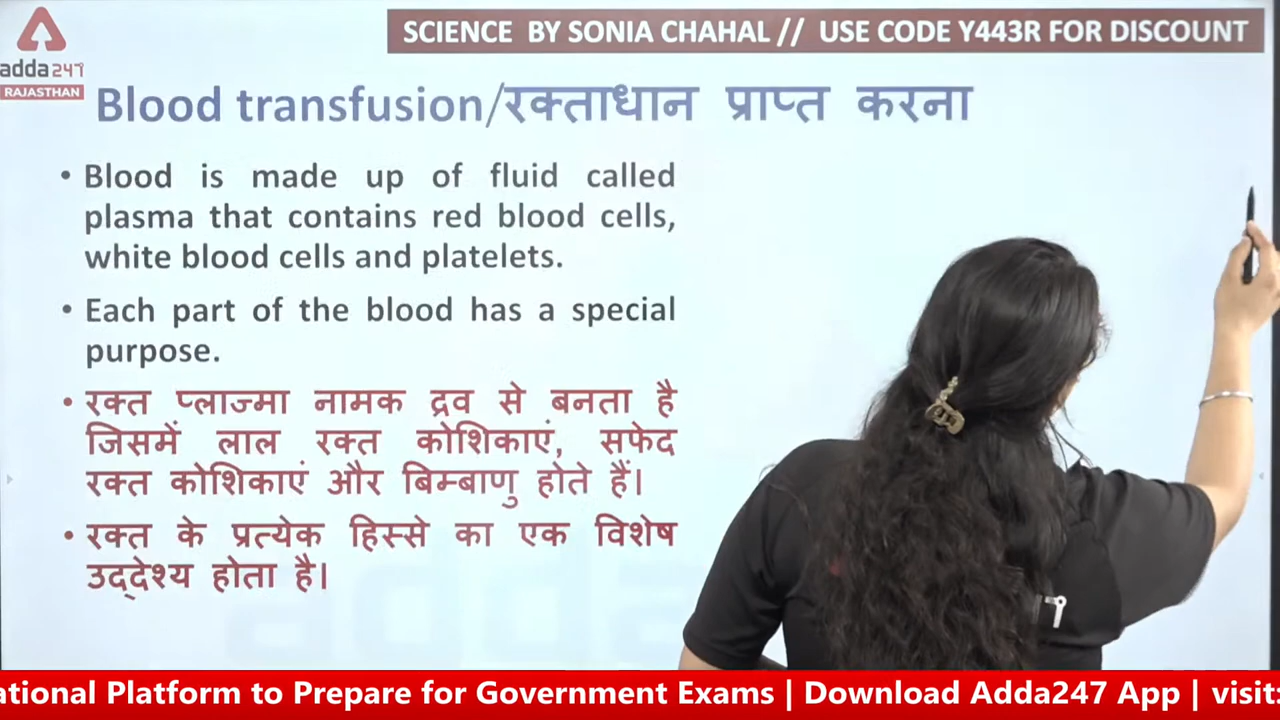 SCIENCE BY SONIA CHAHAL // USE CODE Y443R FOR DISCOUNT
adda247
RAJASTHAN
Blood transfusion/रक्ताधान प्राप्त करना
• Blood is made up of fluid called
plasma that contains red blood cells,
white blood cells and platelets.
• Each part of the blood has a special
purpose.
• रक्त प्लाज्मा नामक द्रव से बनता है
जिसमें लाल रक्त कोशिकाएं, सफेद
रक्त कोशिकाएं और बिम्बाणु होते हैं।
• रक्त के प्रत्येक हिस्से का एक विशेष
उद्देश्य होता है।
ational Platform to Prepare for Government Exams | Download Adda247 App | visit: